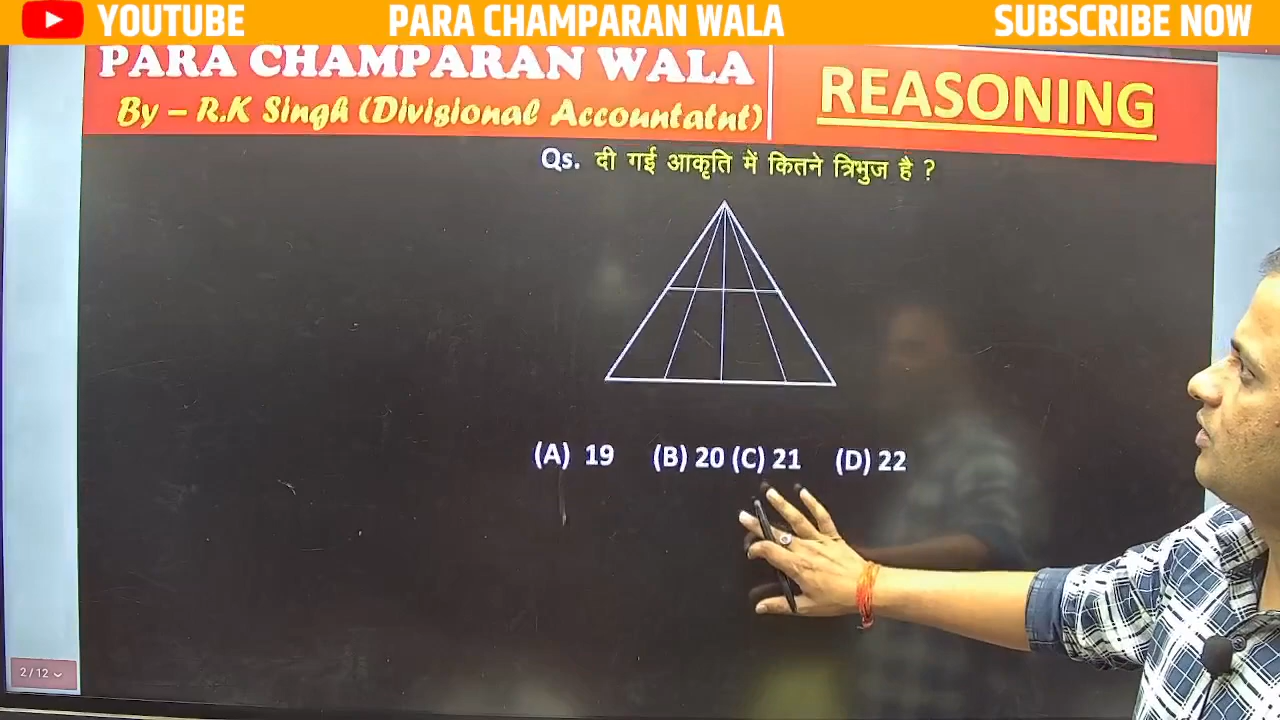 YOUTUBE PARA CHAMPARAN WALA SUBSCRIBE NOW
PARA CHAMPARAN WALA
By – R.K Singh (Divisional Accountatnt)
REASONING
Qs. दी गई आकृति में कितने त्रिभुज है ?
(A) 19 (B) 20 (C) 21 (D) 22
2 / 12